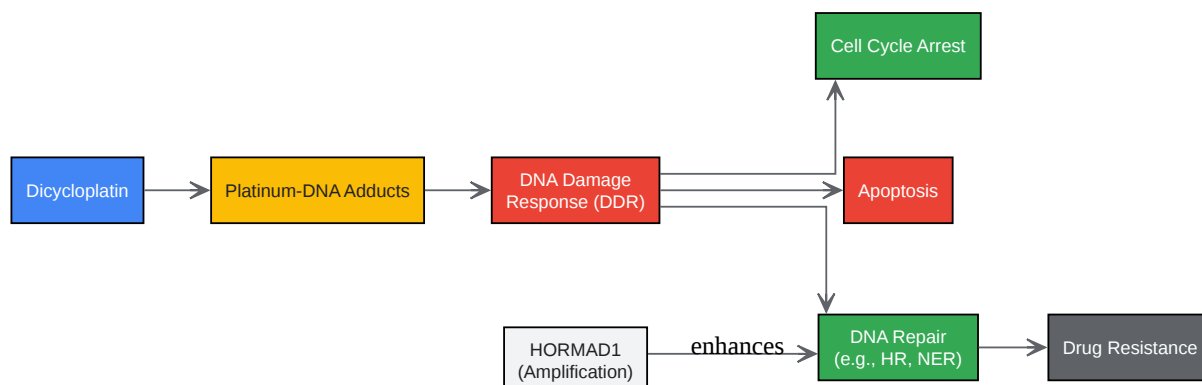 Cell Cycle Arrest
Dicycloplatin
Platinum-DNA Adducts
DNA Damage
Response (DDR)
Apoptosis
HORMAD1
(Amplification)
enhances
DNA Repair
(e.g., HR, NER)
Drug Resistance